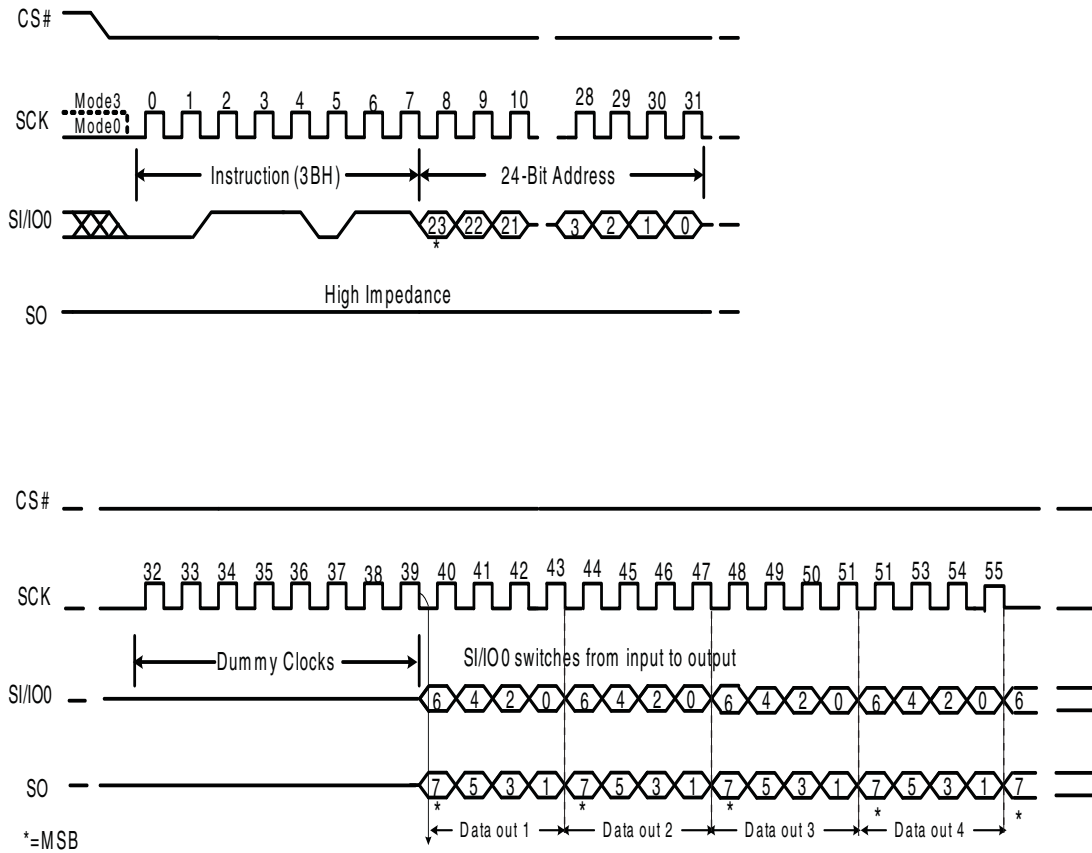 CS#
Mode3
Mode0
SCK
0 1 2 3 4 5 6 7 8 9 10 28 29 30 31
Instruction (3BH)
24-Bit Address
SI/IO0
23 22 21 3 2 1 0
*
High Impedance
SO
CS#
32 33 34 35 36 37 38 39 40 41 42 43 44 45 46 47 48 49 50 51 51 53 54 55
SCK
Dummy Clocks
SI/IO0 switches from input to output
SI/IO0
6 4 2 0 6 4 2 0 6 4 2 0 6 4 2 0 6
SO
7 5 3 1 7 5 3 1 7 5 3 1 7 5 3 1 7
* * * * *
Data out 1 Data out 2 Data out 3 Data out 4
*=MSB